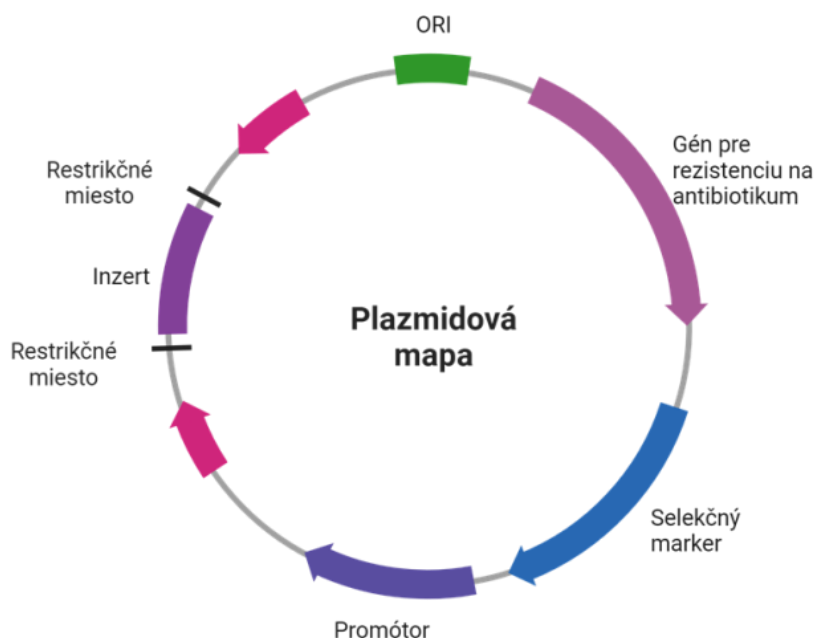 ORI
Gén pre
rezistenciu na
antibiotikum
Restrikčné
miesto
Inzert
Plazmidová
mapa
Restrikčné
miesto
Selekčný
marker
Promótor